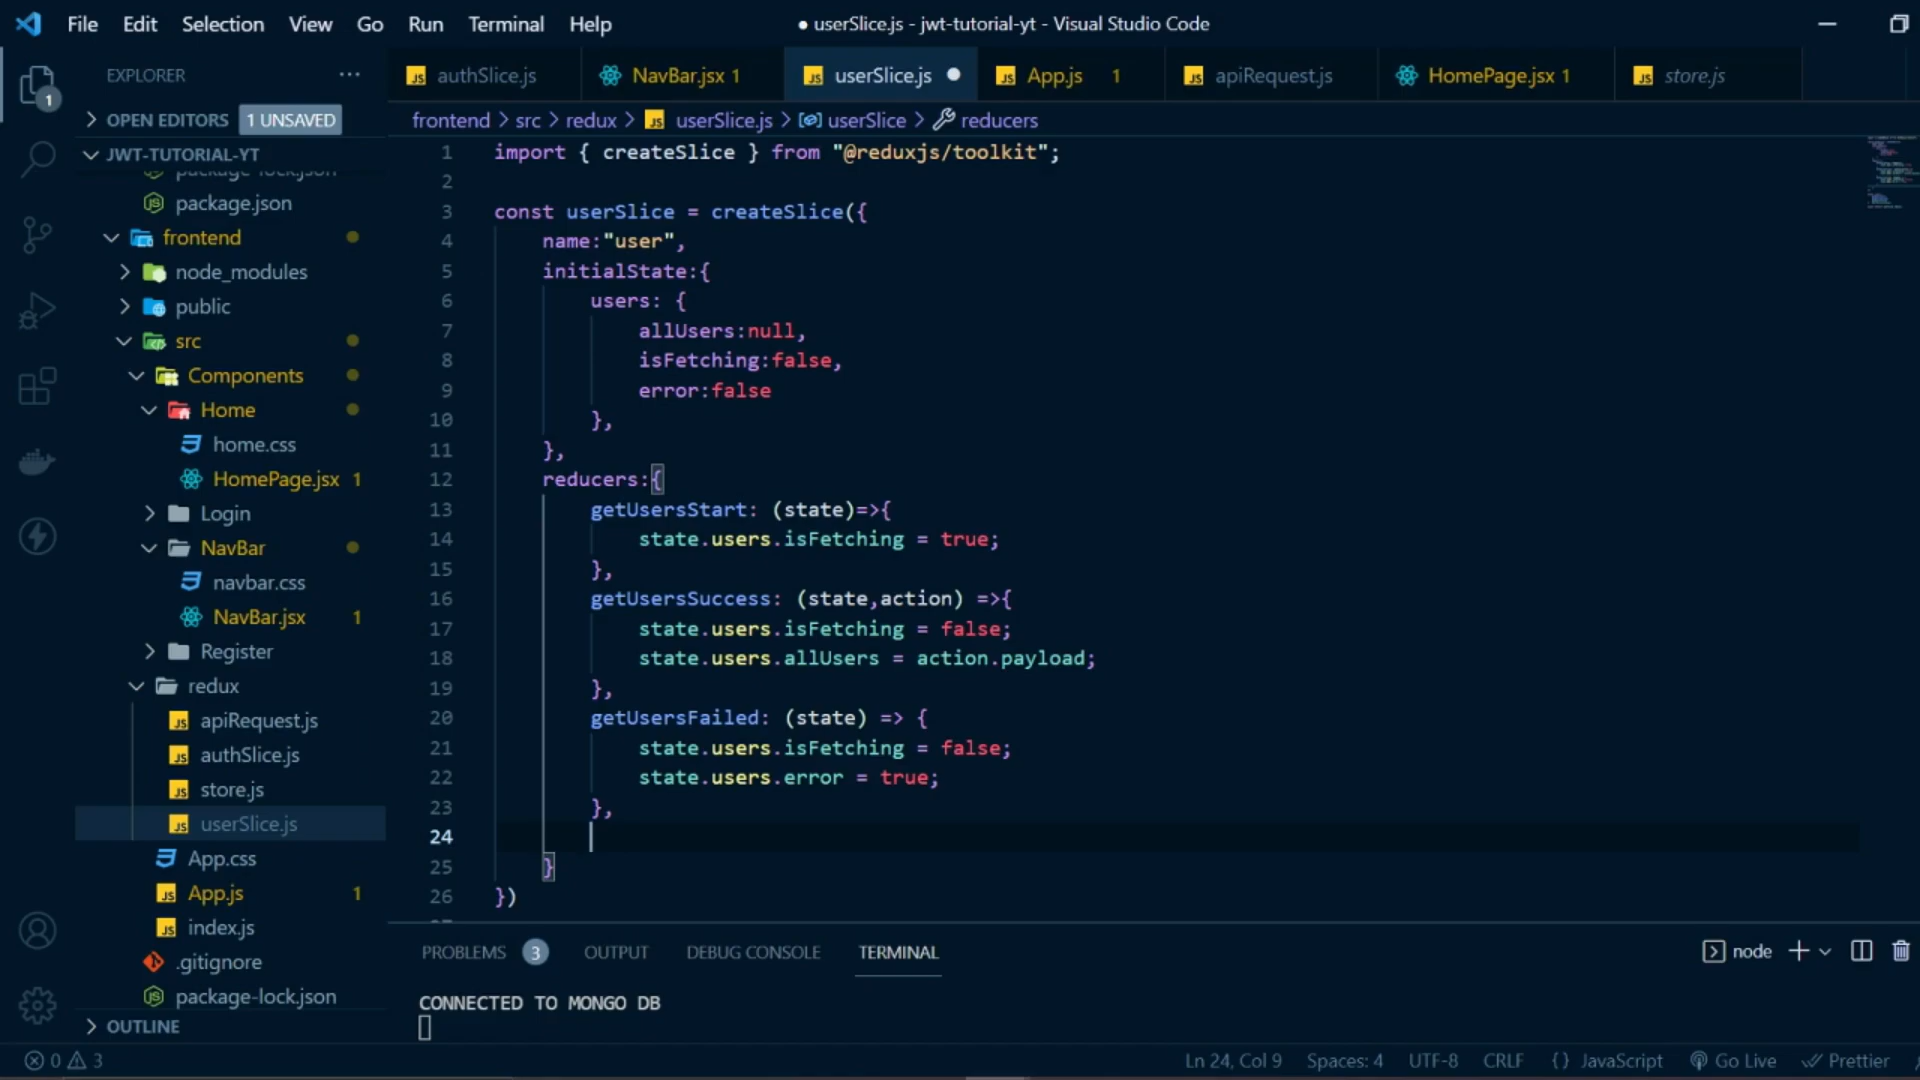 File Edit Selection View Go Run Terminal Help
● userSlice.js - jwt-tutorial-yt - Visual Studio Code
EXPLORER ···
OPEN EDITORS 1 UNSAVED
JWT-TUTORIAL-YT
package-lock.json
package.json
frontend
node_modules
public
src
Components
Home
home.css
HomePage.jsx 1
Login
NavBar
navbar.css
NavBar.jsx 1
Register
redux
apiRequest.js
authSlice.js
store.js
userSlice.js
App.css
App.js 1
index.js
.gitignore
package-lock.json
OUTLINE
1
authSlice.js NavBar.jsx 1 userSlice.js App.js 1 apiRequest.js HomePage.jsx 1 store.js
frontend > src > redux > userSlice.js > userSlice > reducers
1 import { createSlice } from "@reduxjs/toolkit";
2
3 const userSlice = createSlice({
4 name:"user",
5 initialState:{
6 users: {
7 allUsers:null,
8 isFetching:false,
9 error:false
10 },
11 },
12 reducers:{
13 getUsersStart: (state)=>{
14 state.users.isFetching = true;
15 },
16 getUsersSuccess: (state,action) =>{
17 state.users.isFetching = false;
18 state.users.allUsers = action.payload;
19 },
20 getUsersFailed: (state) => {
21 state.users.isFetching = false;
22 state.users.error = true;
23 },
24
25 }
26 })
PROBLEMS 3 OUTPUT DEBUG CONSOLE TERMINAL
node
CONNECTED TO MONGO DB
0 3
Ln 24, Col 9 Spaces: 4 UTF-8 CRLF {} JavaScript Go Live Prettier